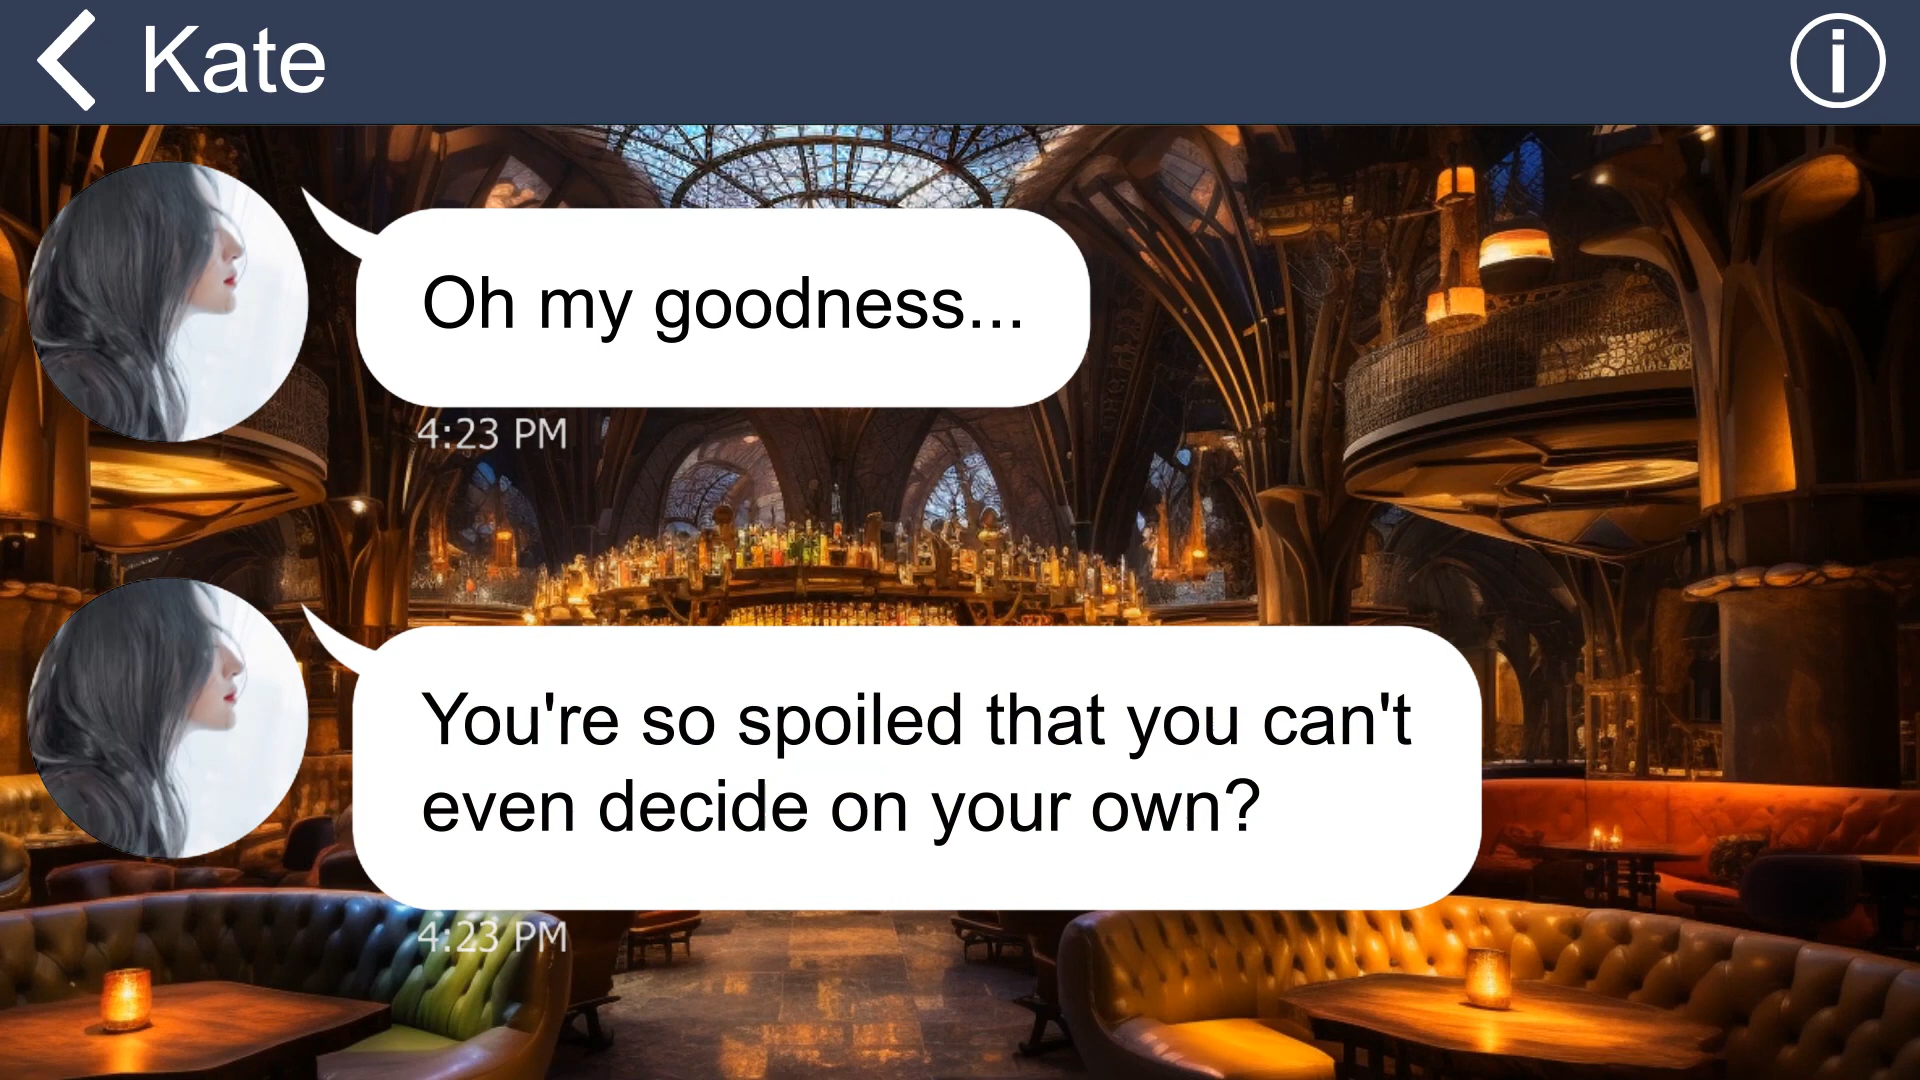 Kate
Oh my goodness...
4:23 PM
You're so spoiled that you can't
even decide on your own?
4:23 PM